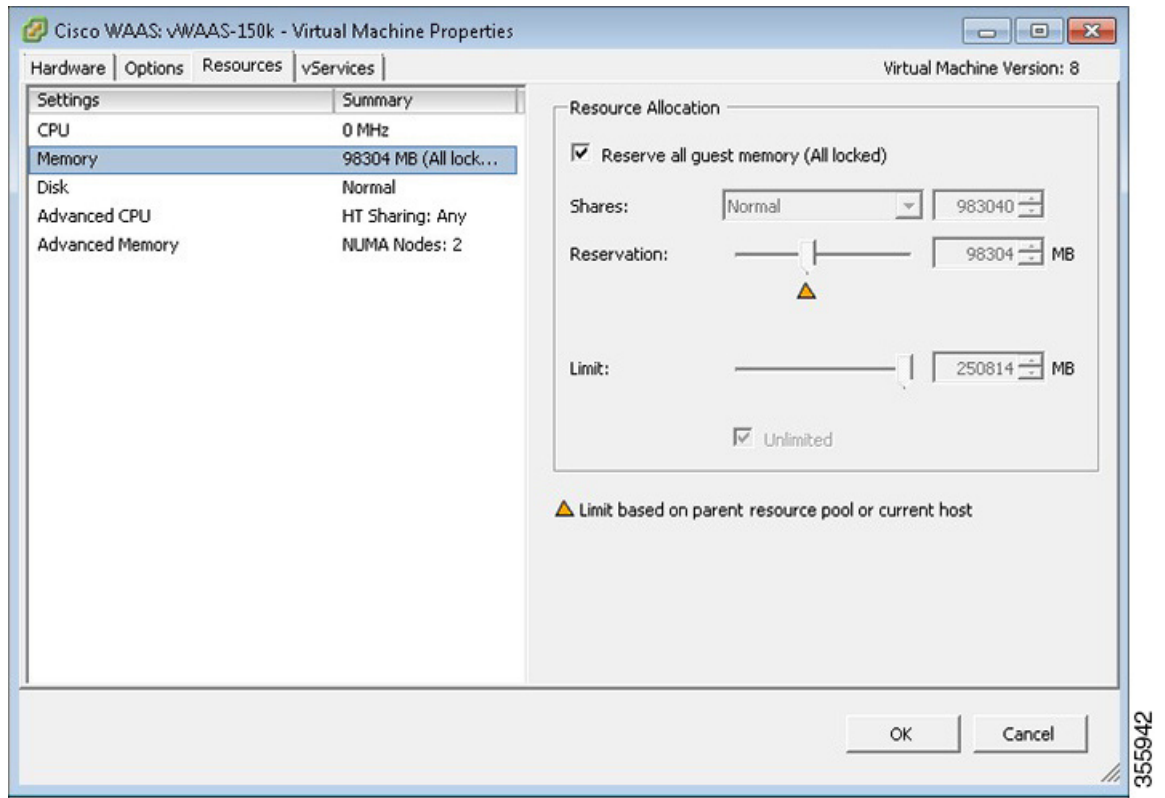 Cisco WAAS: vWAAS-150k - Virtual Machine Properties
Hardware Options Resources vServices Virtual Machine Version: 8
Settings Summary
CPU 0 MHz
Memory 98304 MB (All lock...
Disk Normal
Advanced CPU HT Sharing: Any
Advanced Memory NUMA Nodes: 2
Resource Allocation
Reserve all guest memory (All locked)
Shares: Normal 983040
Reservation: 98304 MB
Limit: 250814 MB
Unlimited
Limit based on parent resource pool or current host
OK Cancel
355942